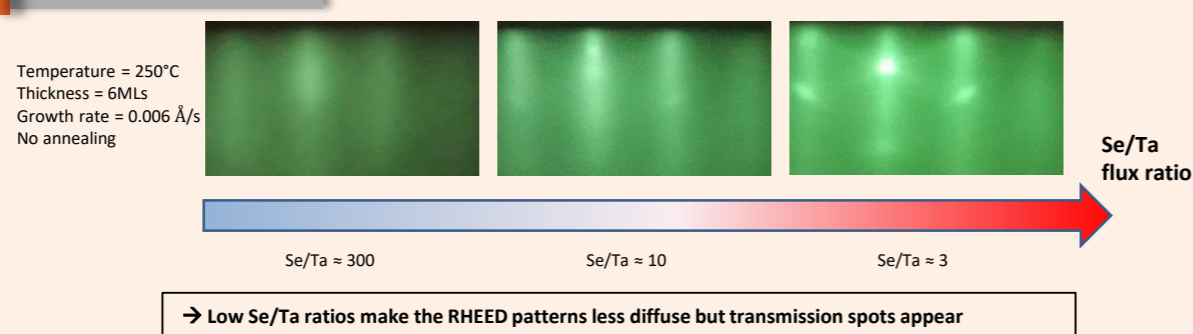 Temperature = 250°C
Thickness = 6MLs
Growth rate = 0.006 Å/s
No annealing
Se/Ta
flux ratio
Se/Ta ≈ 300
Se/Ta ≈ 10
Se/Ta ≈ 3
→ Low Se/Ta ratios make the RHEED patterns less diffuse but transmission spots appear